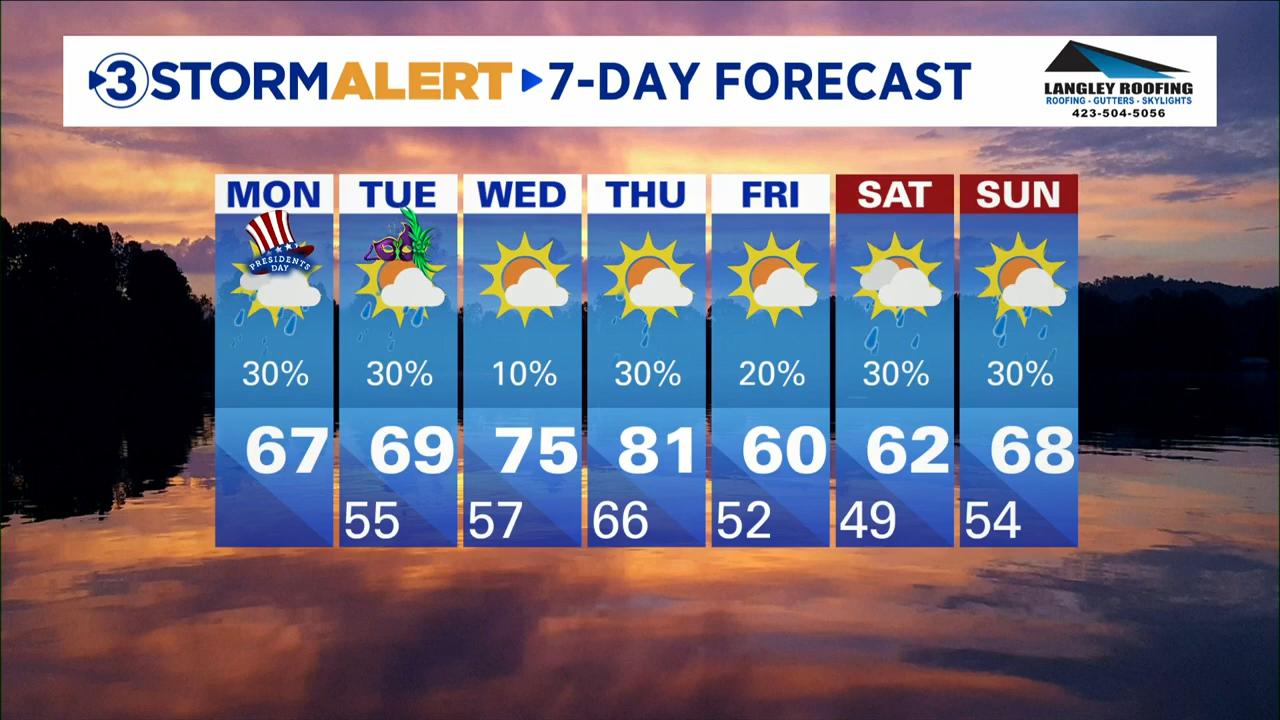 3 STORMALERT 7-DAY FORECAST
LANGLEY ROOFING
ROOFING - GUTTERS - SKYLIGHTS
423-504-5056
MON TUE WED THU FRI SAT SUN
PRESIDENTS
DAY
30% 30% 10% 30% 20% 30% 30%
67 69 75 81 60 62 68
55 57 66 52 49 54